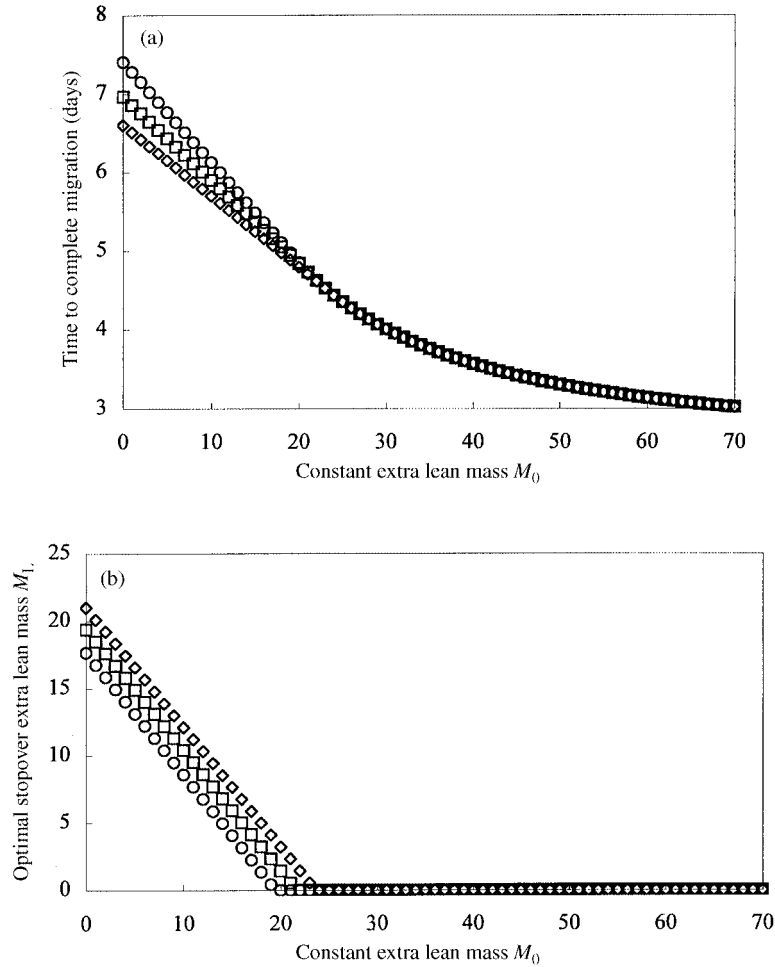 (a)
Time to complete migration (days)
8
7
6
5
4
3
0 10 20 30 40 50 60 70
Constant extra lean mass M0
(b)
Optimal stopover extra lean mass ML
25
20
15
10
5
0
0 10 20 30 40 50 60 70
Constant extra lean mass M0